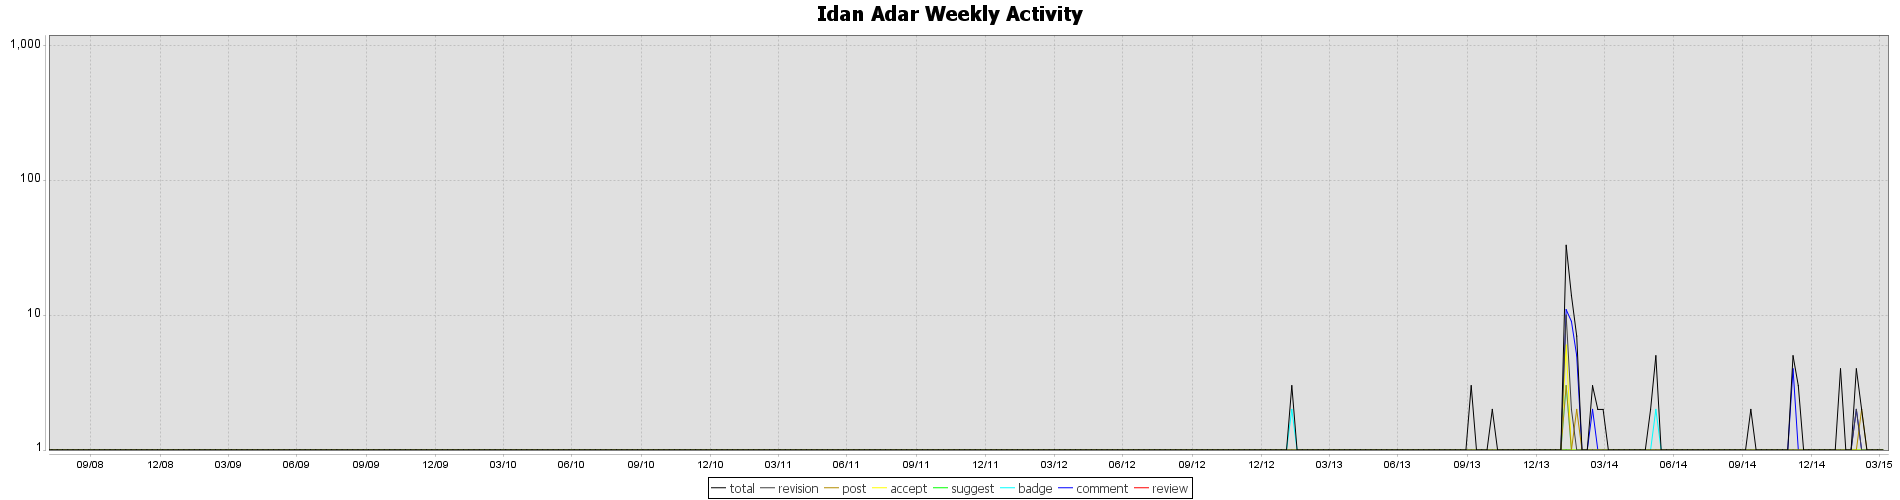 Idan Adar Weekly Activity
1,000
100
10
1
09/08 12/08 03/09 06/09 09/09 12/09 03/10 06/10 09/10 12/10 03/11 06/11 09/11 12/11 03/12 06/12 09/12 12/12 03/13 06/13 09/13 12/13 03/14 06/14 09/14 12/14 03/15
total revision post accept suggest badge comment review